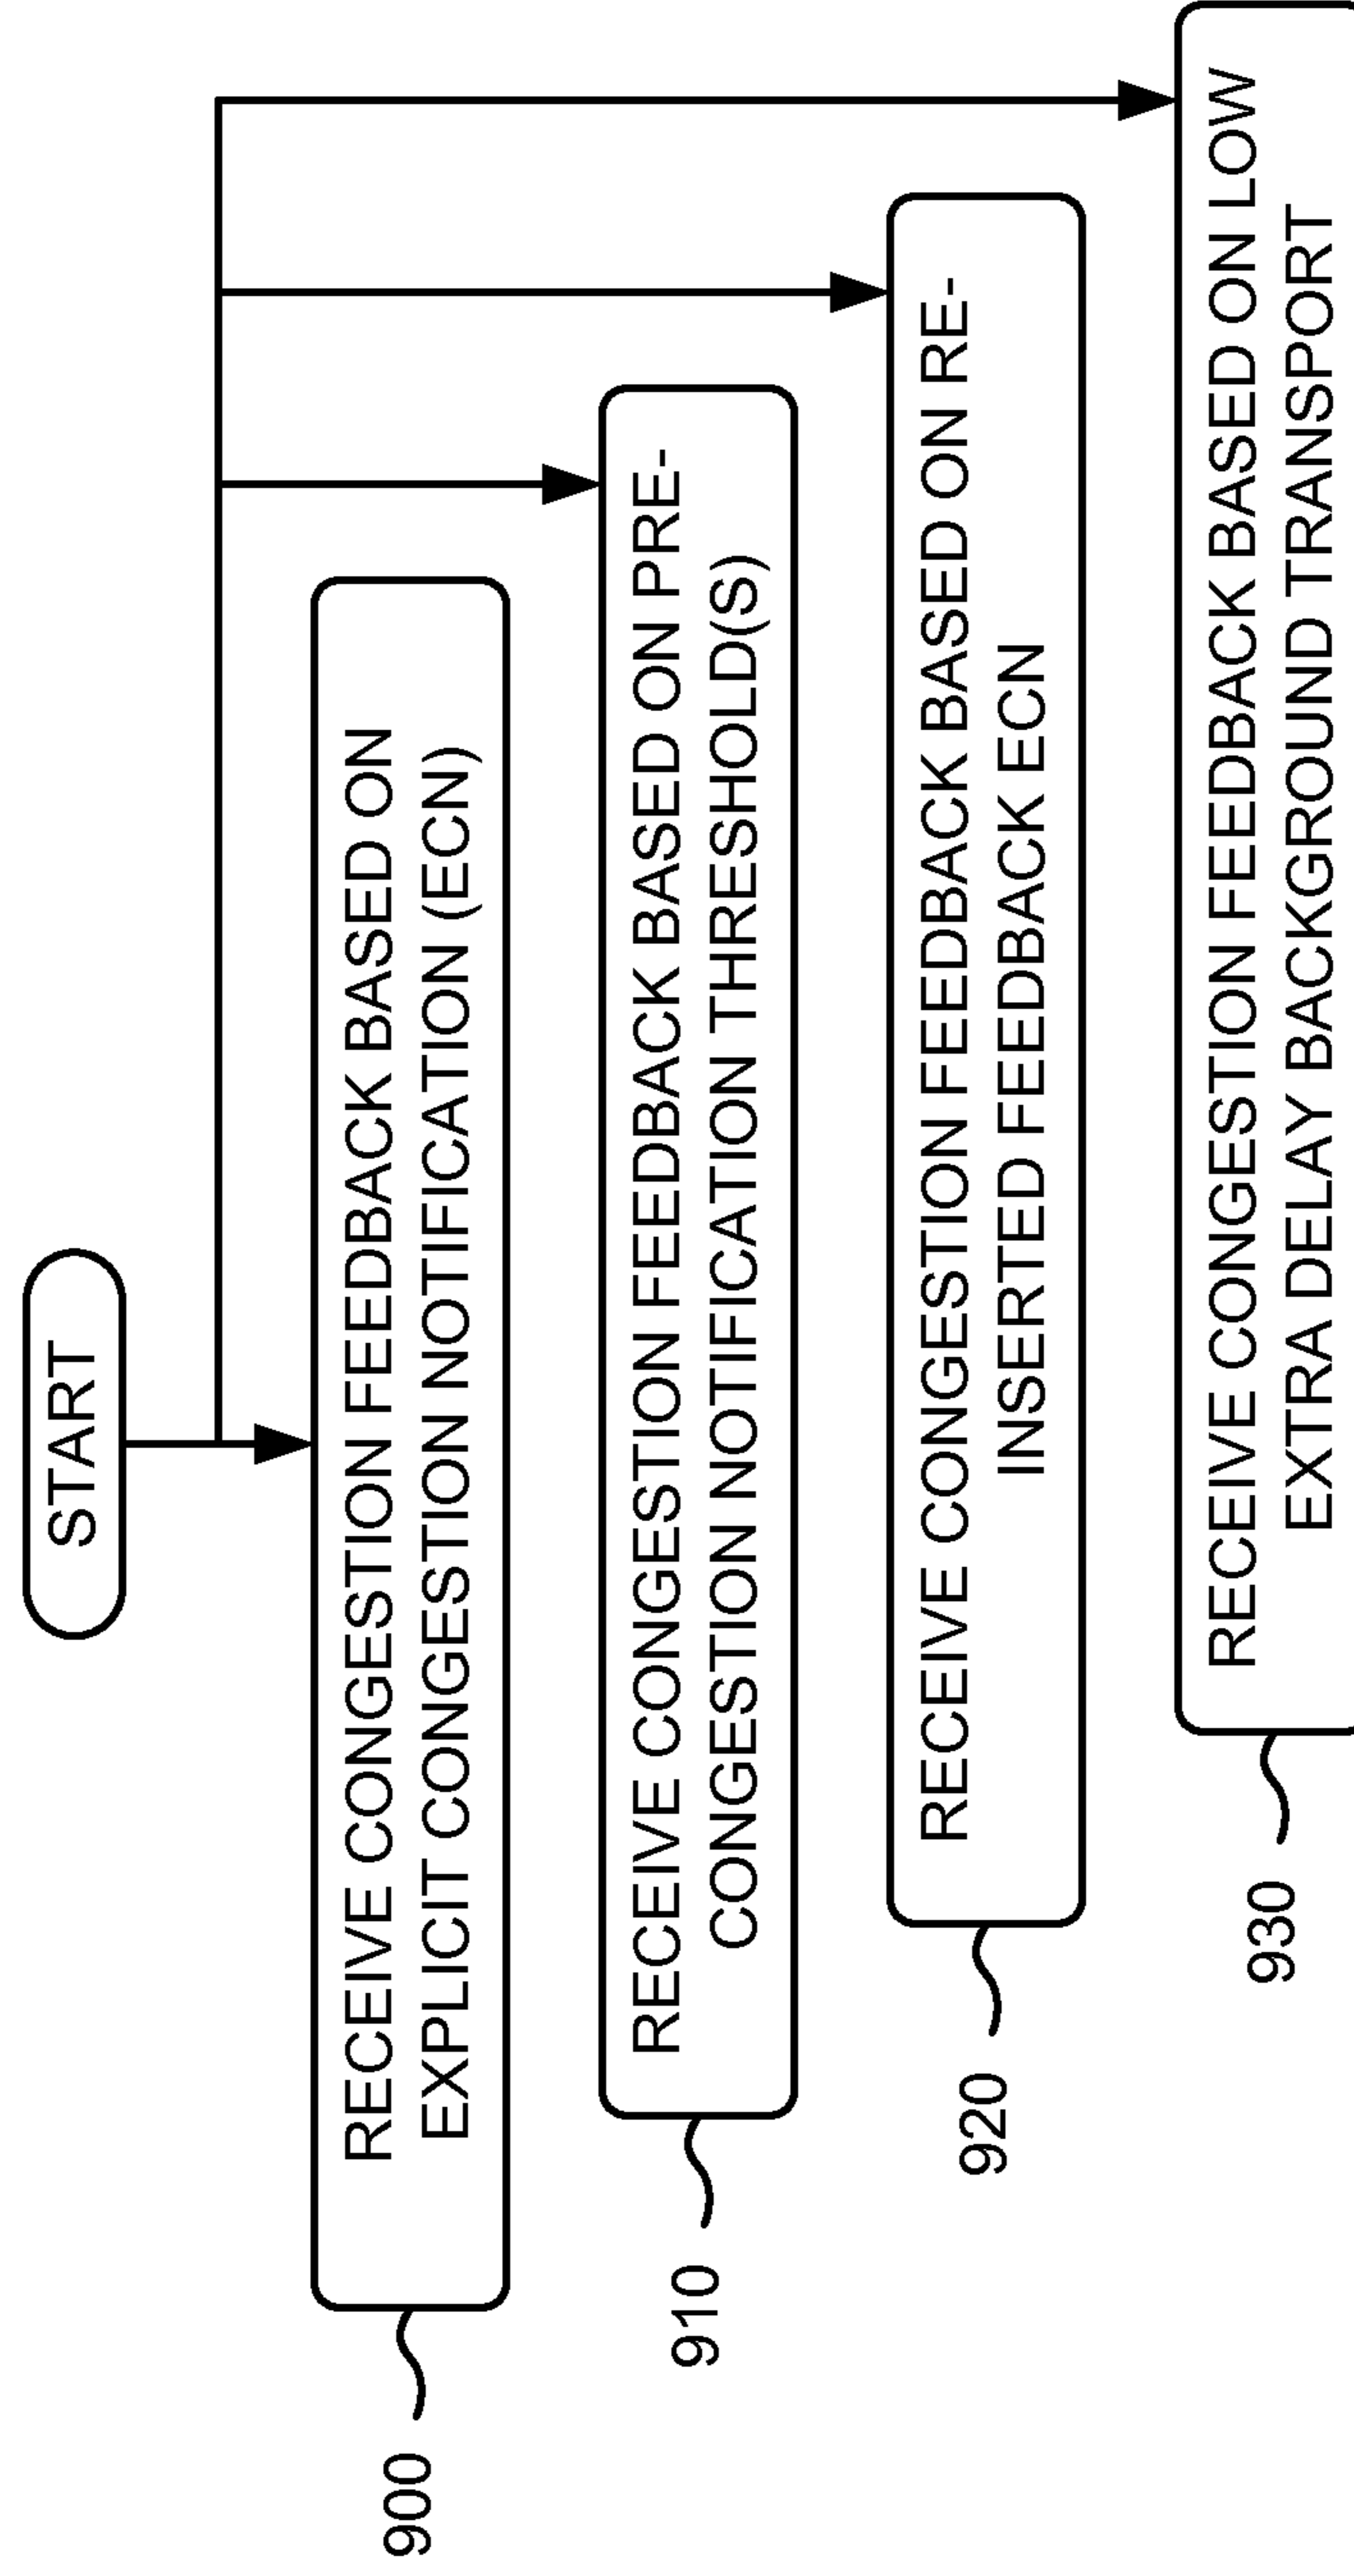 START
900
RECEIVE CONGESTION FEEDBACK BASED ON
EXPLICIT CONGESTION NOTIFICATION (ECN)
910
RECEIVE CONGESTION FEEDBACK BASED ON PRE-
CONGESTION NOTIFICATION THRESHOLD(S)
920
RECEIVE CONGESTION FEEDBACK BASED ON RE-
INSERTED FEEDBACK ECN
930
RECEIVE CONGESTION FEEDBACK BASED ON LOW
EXTRA DELAY BACKGROUND TRANSPORT